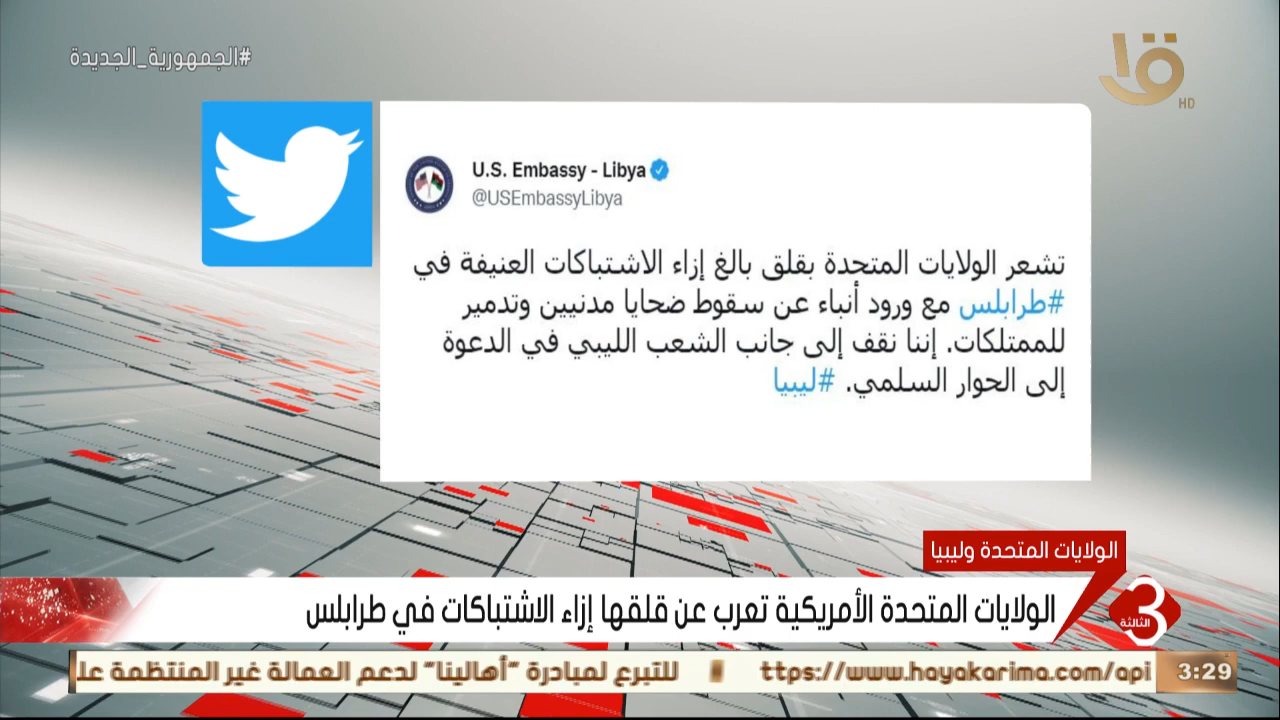 #الجمهورية_الجديدة
HD
U.S. Embassy - Libya
@USEmbassyLibya
تشعر الولايات المتحدة بقلق بالغ إزاء الاشتباكات العنيفة في
#طرابلس مع ورود أنباء عن سقوط ضحايا مدنيين وتدمير
للممتلكات. إننا نقف إلى جانب الشعب الليبي في الدعوة
إلى الحوار السلمي. #ليبيا
الولايات المتحدة وليبيا
الولايات المتحدة الأمريكية تعرب عن قلقها إزاء الاشتباكات في طرابلس
3
الثالثة
3:29
ttps://www.hayakarima.com/api للتبرع لمبادرة "أهالينا" لدعم العمالة غير المنتظمة